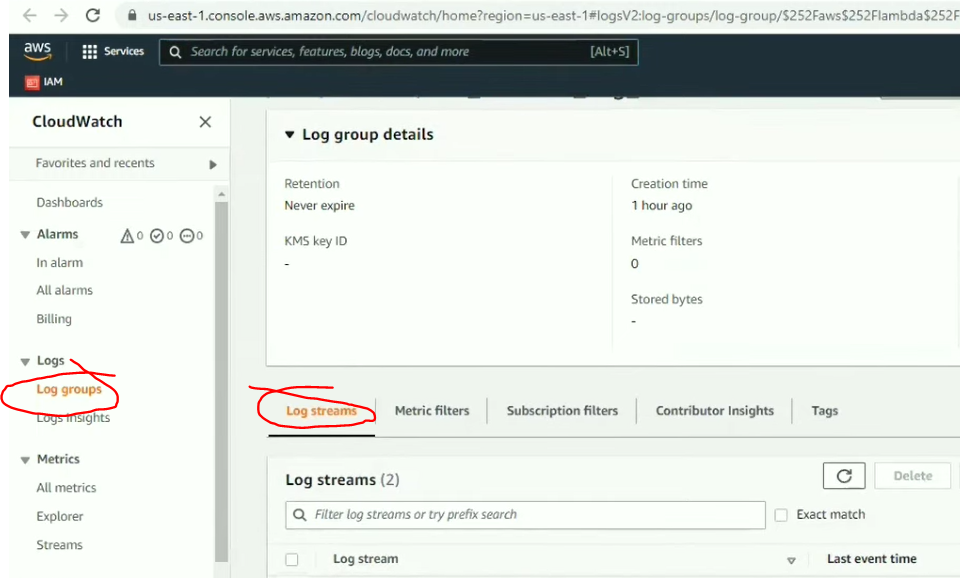 us-east-1.console.aws.amazon.com/cloudwatch/home?region=us-east-1#logsV2:log-groups/log-group/$252Faws$252Flambda$252F
aws
Services
Search for services, features, blogs, docs, and more
[Alt+S]
IAM
CloudWatch
Favorites and recents
Dashboards
Alarms
0
0
0
In alarm
All alarms
Billing
Logs
Log groups
Logs Insights
Metrics
All metrics
Explorer
Streams
Log group details
Retention
Never expire
KMS key ID
-
Creation time
1 hour ago
Metric filters
0
Stored bytes
-
Log streams
Metric filters
Subscription filters
Contributor Insights
Tags
Log streams (2)
Delete
Filter log streams or try prefix search
Exact match
Log stream
Last event time